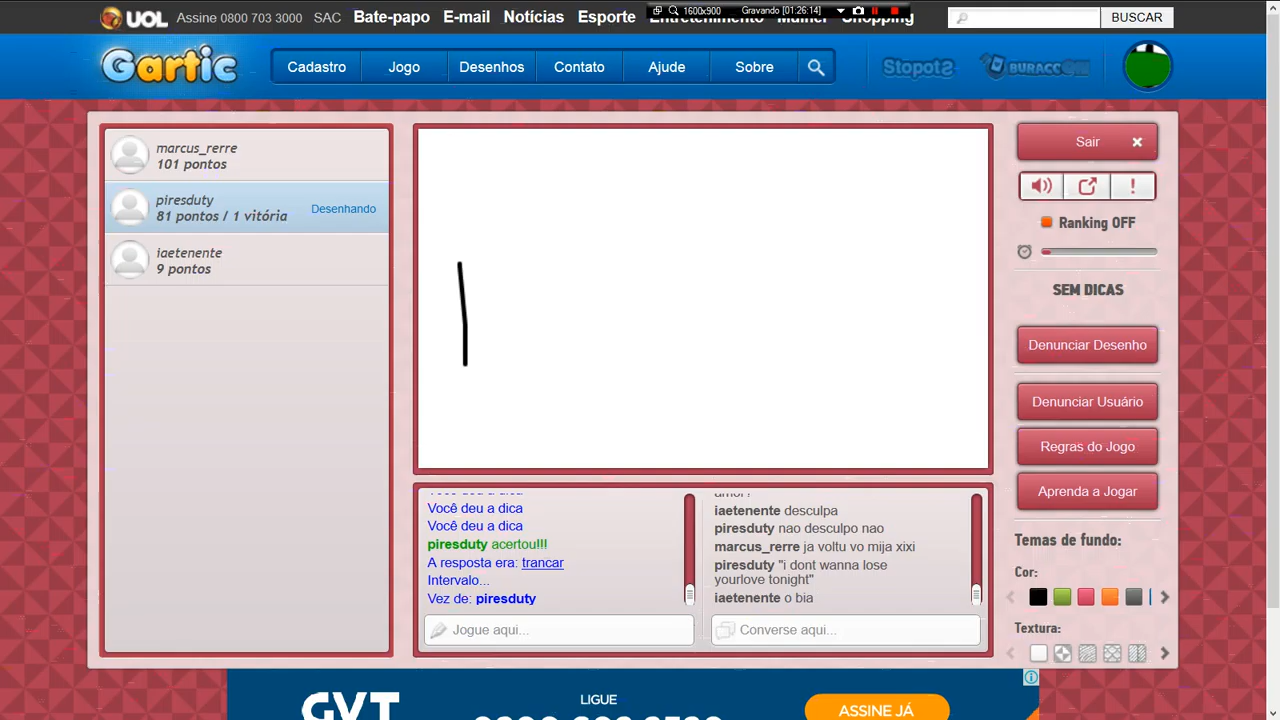 UOL Assine 0800 703 3000 SAC Bate-papo E-mail Notícias Esporte Entretenimento Mulher Shopping BUSCAR
1600x900 Gravando [01:26:14]
Gartic Cadastro Jogo Desenhos Contato Ajude Sobre StopotS BURACOON
marcus_rerre
101 pontos
piresduty
81 pontos / 1 vitória Desenhando
iaetenente
9 pontos
Sair
!
Ranking OFF
SEM DICAS
Denunciar Desenho
Denunciar Usuário
Regras do Jogo
Aprenda a Jogar
Temas de fundo:
Cor:
Textura:
Você deu a dica
Você deu a dica
Você deu a dica
piresduty acertou!!!
A resposta era: trancar
Intervalo...
Vez de: piresduty
Jogue aqui...
amor?
iaetenente desculpa
piresduty nao desculpo nao
marcus_rerre ja voltu vo mija xixi
piresduty "i dont wanna lose
yourlove tonight"
iaetenente o bia
Converse aqui...
GVT
LIGUE
ASSINE JÁ